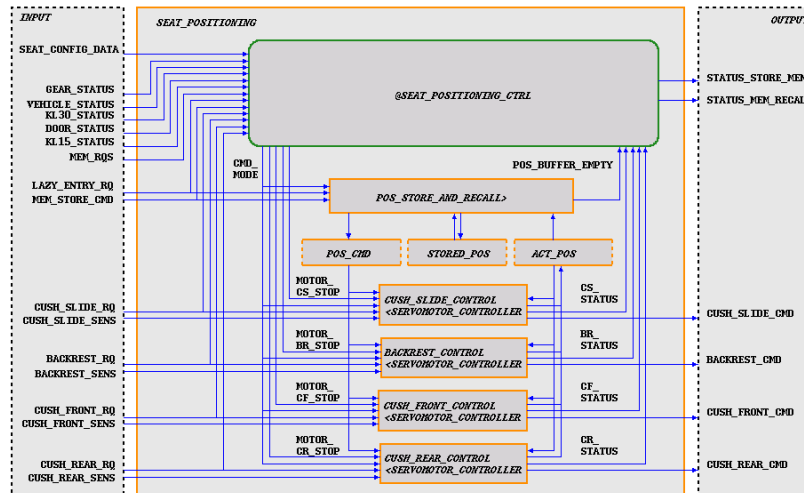 INPUT
SEAT_POSITIONING
OUTPUT
SEAT_CONFIG_DATA
GEAR_STATUS
VEHICLE_STATUS
KL30_STATUS
DOOR_STATUS
KL15_STATUS
MEM_RQS
@SEAT_POSITIONING_CTRL
STATUS_STORE_MEM
STATUS_MEM_RECAL
CMD_
MODE
POS_BUFFER_EMPTY
LAZY_ENTRY_RQ
MEM_STORE_CMD
POS_STORE_AND_RECALL>
POS_CMD
STORED_POS
ACT_POS
MOTOR_
CS_STOP
CS_
STATUS
CUSH_SLIDE_RQ
CUSH_SLIDE_SENS
CUSH_SLIDE_CONTROL
<SERVOMOTOR_CONTROLLER
CUSH_SLIDE_CMD
MOTOR_
BR_STOP
BR_
STATUS
BACKREST_RQ
BACKREST_SENS
BACKREST_CONTROL
<SERVOMOTOR_CONTROLLER
BACKREST_CMD
MOTOR_
CF_STOP
CF_
STATUS
CUSH_FRONT_RQ
CUSH_FRONT_SENS
CUSH_FRONT_CONTROL
<SERVOMOTOR_CONTROLLER
CUSH_FRONT_CMD
MOTOR_
CR_STOP
CR_
STATUS
CUSH_REAR_RQ
CUSH_REAR_SENS
CUSH_REAR_CONTROL
<SERVOMOTOR_CONTROLLER
CUSH_REAR_CMD